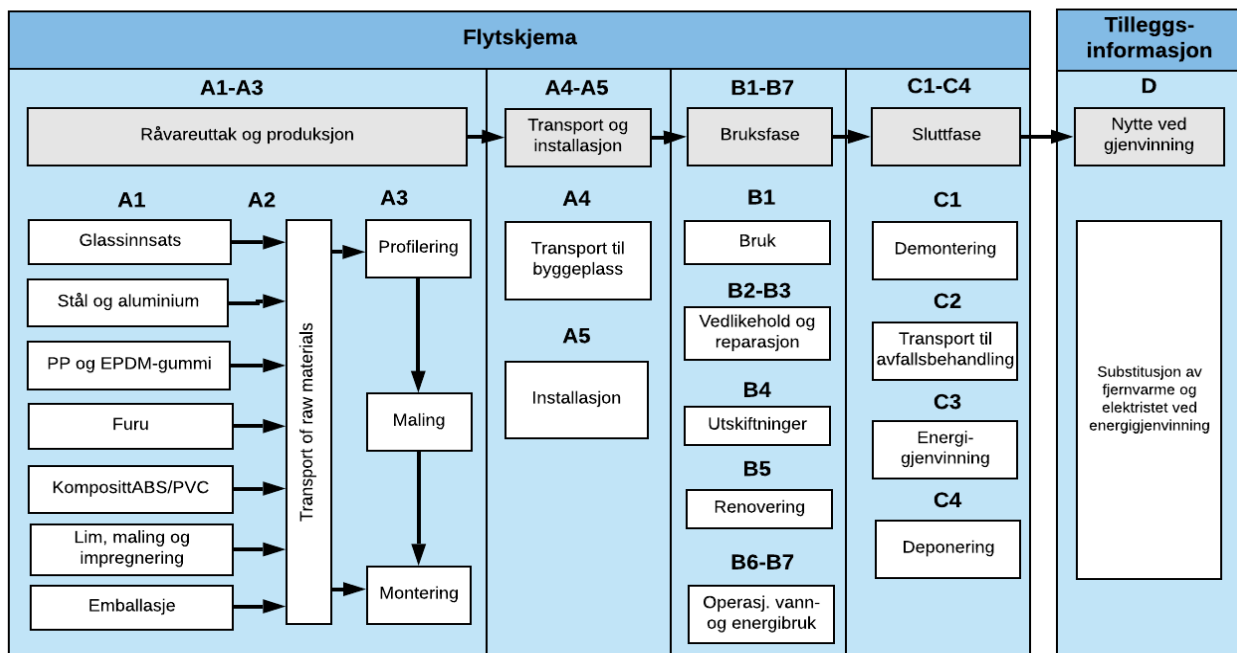 Flytskjema
Tilleggs-
informasjon
A1-A3
A4-A5
B1-B7
C1-C4
D
Råvareuttak og produksjon
Transport og
installasjon
Bruksfase
Sluttfase
Nytte ved
gjenvinning
A1
A2
A3
Glassinnsats
Stål og aluminium
PP og EPDM-gummi
Furu
KomposittABS/PVC
Lim, maling og
impregnering
Emballasje
Transport of raw materials
Profilering
Maling
Montering
A4
Transport til
byggeplass
A5
Installasjon
B1
Bruk
B2-B3
Vedlikehold og
reparasjon
B4
Utskiftninger
B5
Renovering
B6-B7
Operasj. vann-
og energibruk
C1
Demontering
C2
Transport til
avfallsbehandling
C3
Energi-
gjenvinning
C4
Deponering
Substitusjon av
fjernvarme og
elektristet ved
energigjenvinning